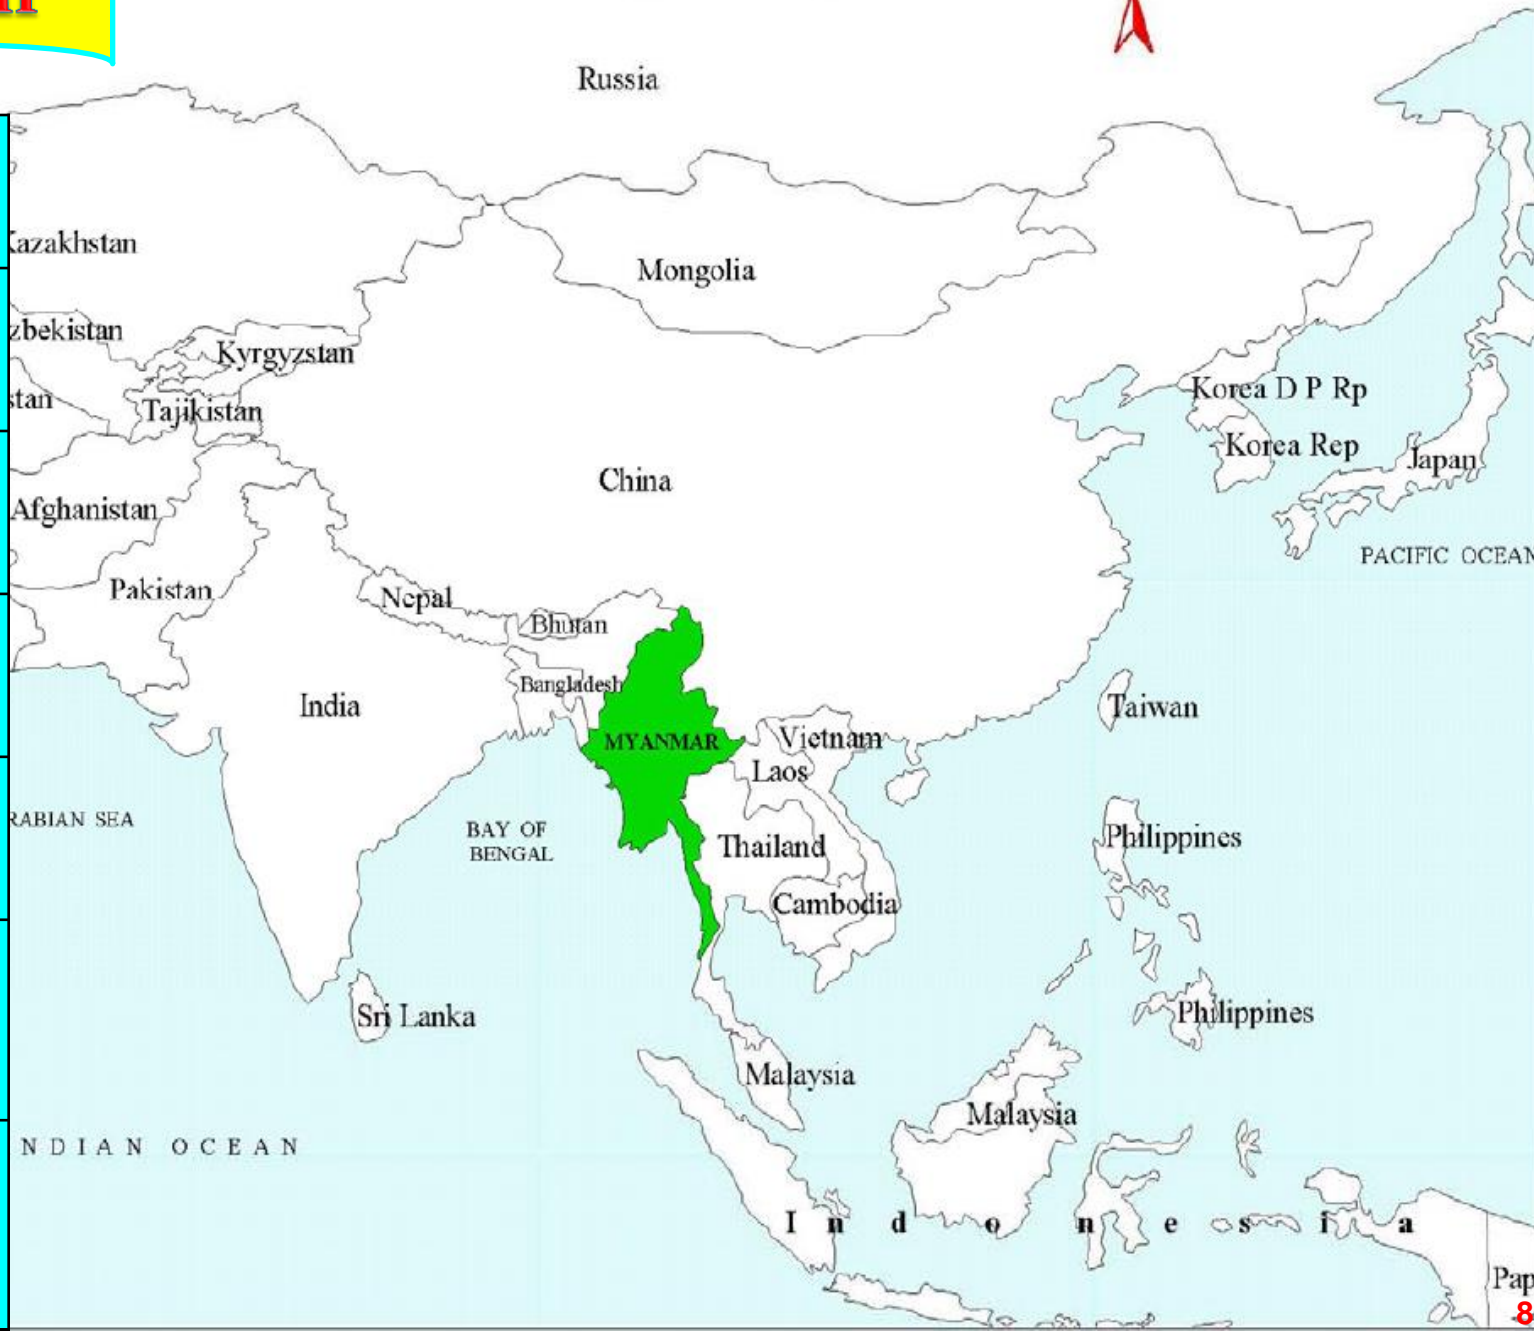 Russia
Kazakhstan
Mongolia
zbekistan
Kyrgyzstan
stan
Tajikistan
Korea D P Rp
Korea Rep
Japan
China
Afghanistan
PACIFIC OCEAN
Pakistan
Nepal
Bhutan
Bangladesh
India
Taiwan
MYANMAR
Vietnam
Laos
RABIAN SEA
BAY OF
BENGAL
Thailand
Philippines
Cambodia
Sri Lanka
Philippines
Malaysia
Malaysia
NDIAN OCEAN
Indonesia
Pap
8